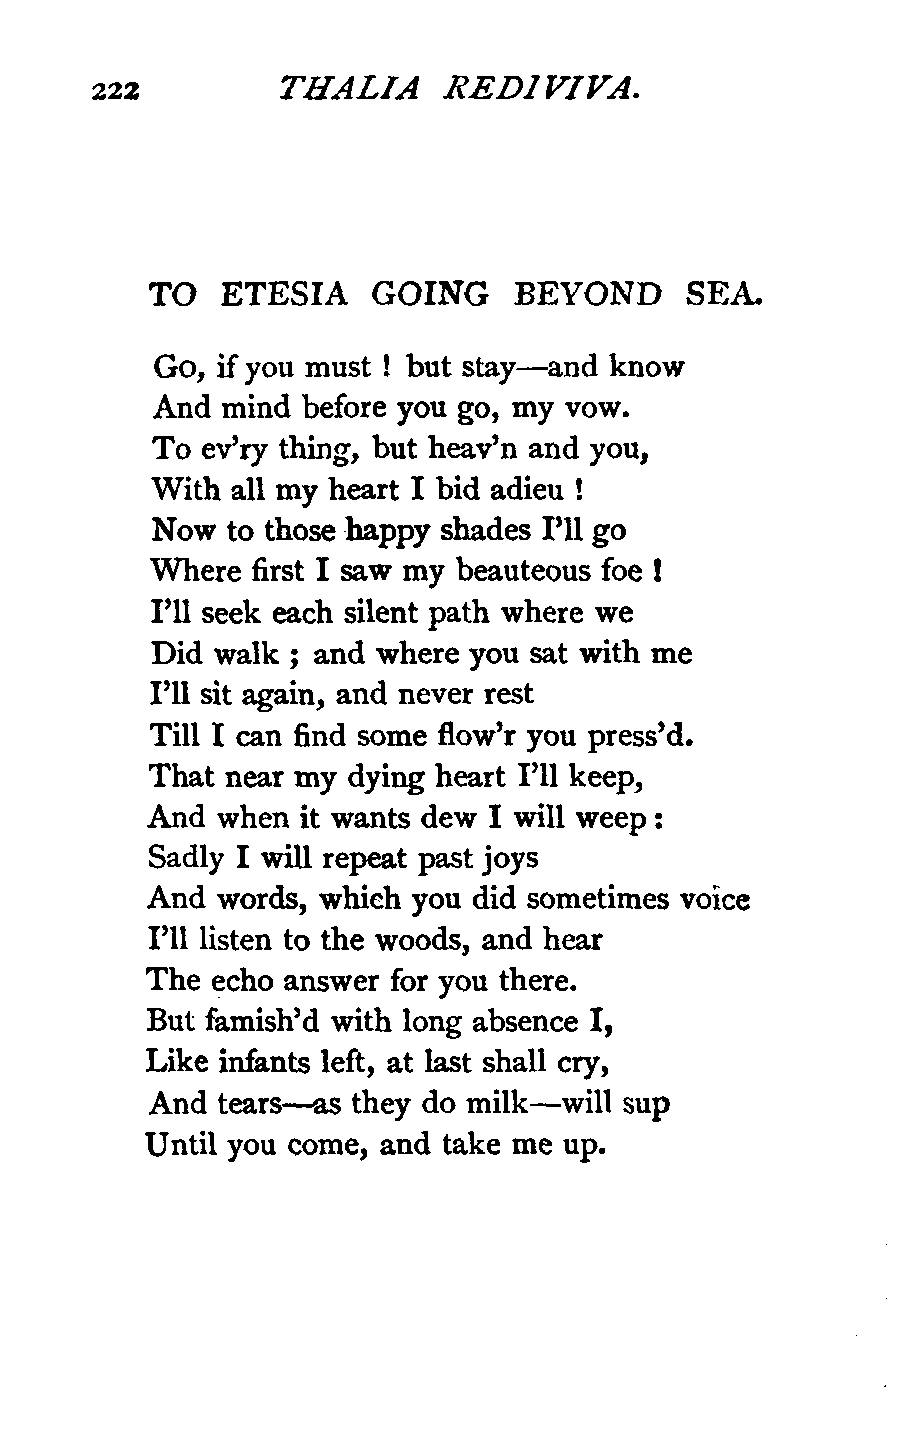 222 THALIA REDIVIVA.
TO ETESIA GOING BEYOND SEA.
Go, if you must ! but stay—and know
And mind before you go, my vow.
To ev’ry thing, but heav’n and you,
With all my heart I bid adieu !
Now to those happy shades I’ll go
Where first I saw my beauteous foe !
I’ll seek each silent path where we
Did walk ; and where you sat with me
I’ll sit again, and never rest
Till I can find some flow’r you press’d.
That near my dying heart I’ll keep,
And when it wants dew I will weep :
Sadly I will repeat past joys
And words, which you did sometimes voice
I’ll listen to the woods, and hear
The echo answer for you there.
But famish’d with long absence I,
Like infants left, at last shall cry,
And tears—as they do milk—will sup
Until you come, and take me up.